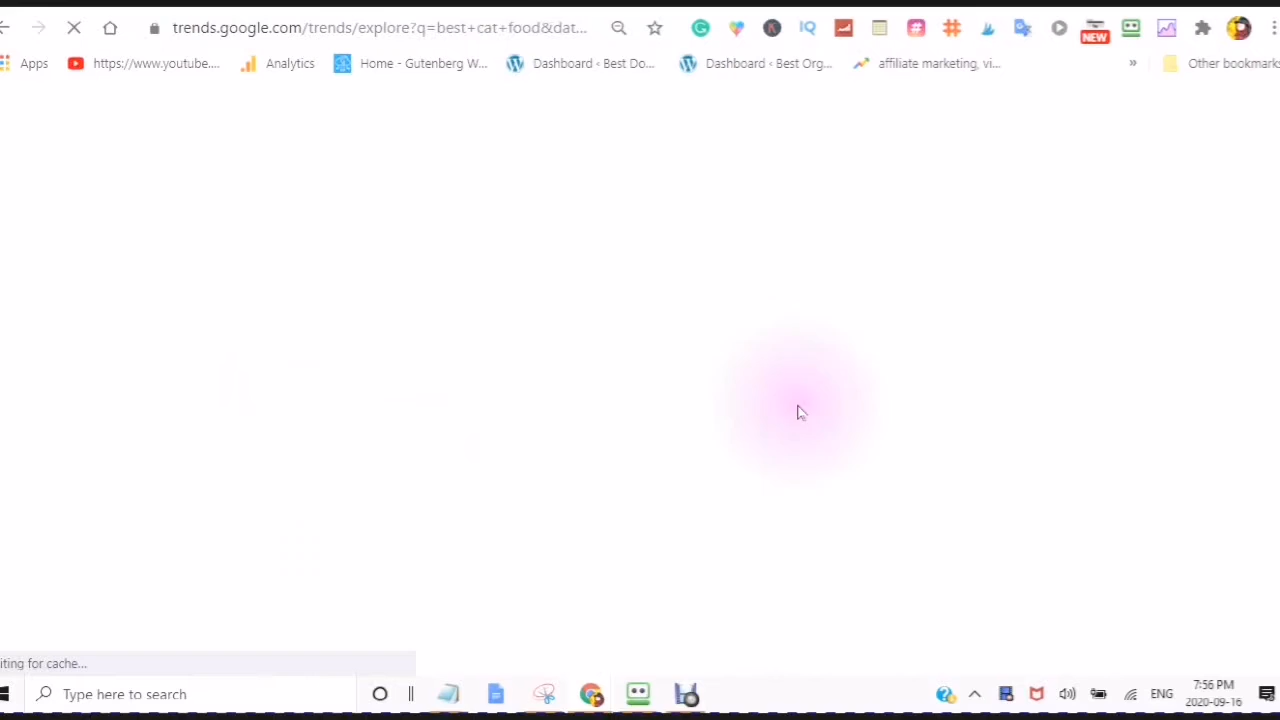 trends.google.com/trends/explore?q=best+cat+food&dat...
IQ
#
NEW
Apps
https://www.youtube....
Analytics
Home - Gutenberg W...
Dashboard ‹ Best Do...
Dashboard ‹ Best Org...
affiliate marketing, vi...
»
Other bookmarks
iting for cache...
Type here to search
ENG
7:56 PM
2020-09-16